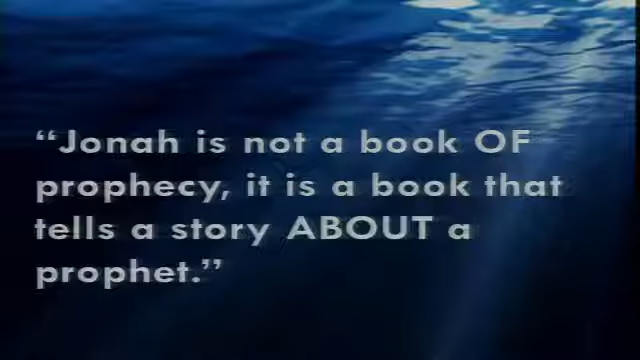 “Jonah is not a book OF
prophecy, it is a book that
tells a story ABOUT a
prophet.”